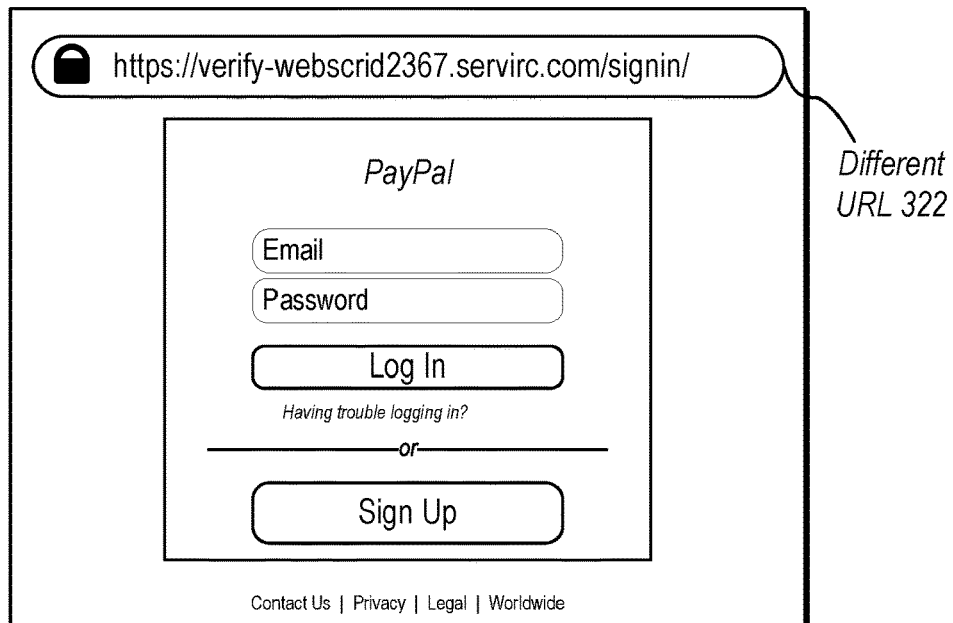 https://verify-webscrid2367.servirc.com/signin/
Different
URL 322
PayPal
Email
Password
Log In
Having trouble logging in?
or
Sign Up
Contact Us | Privacy | Legal | Worldwide